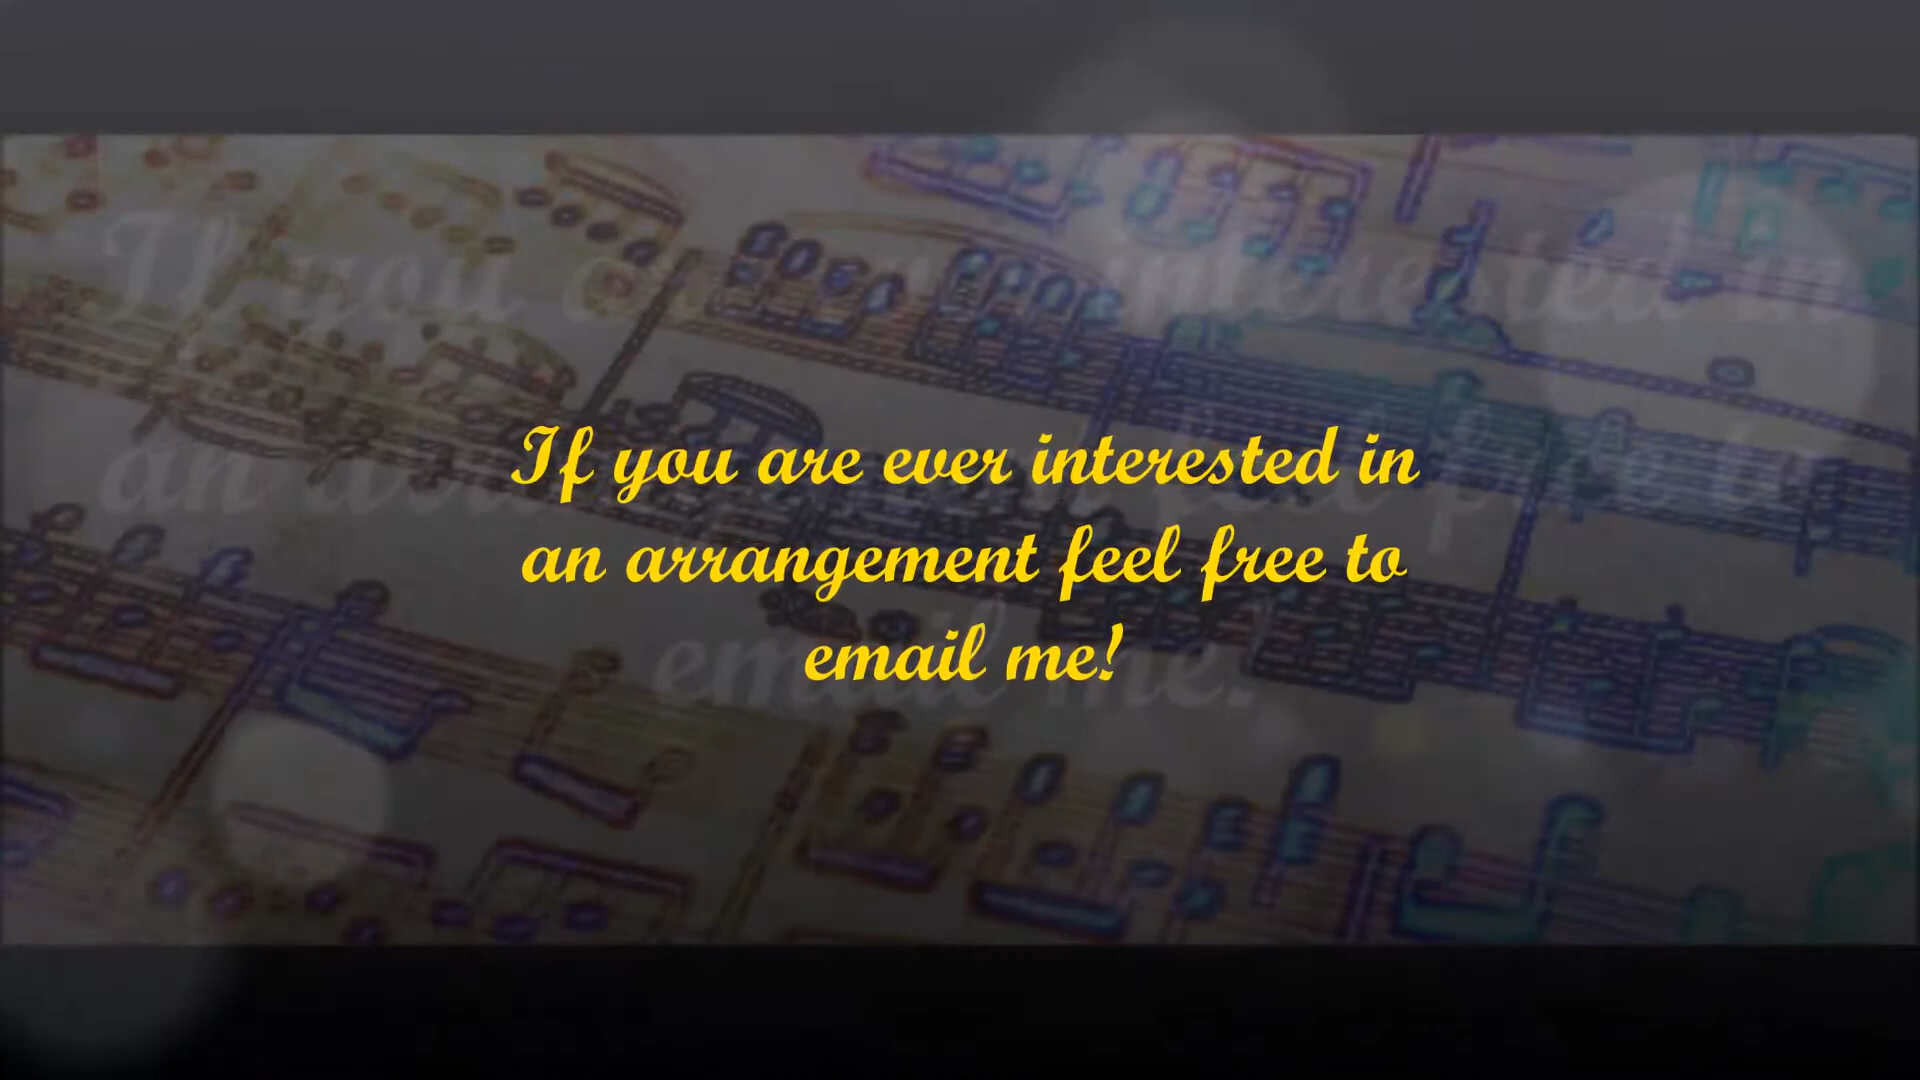 If you are ever interested in
an arrangement feel free to
email me!